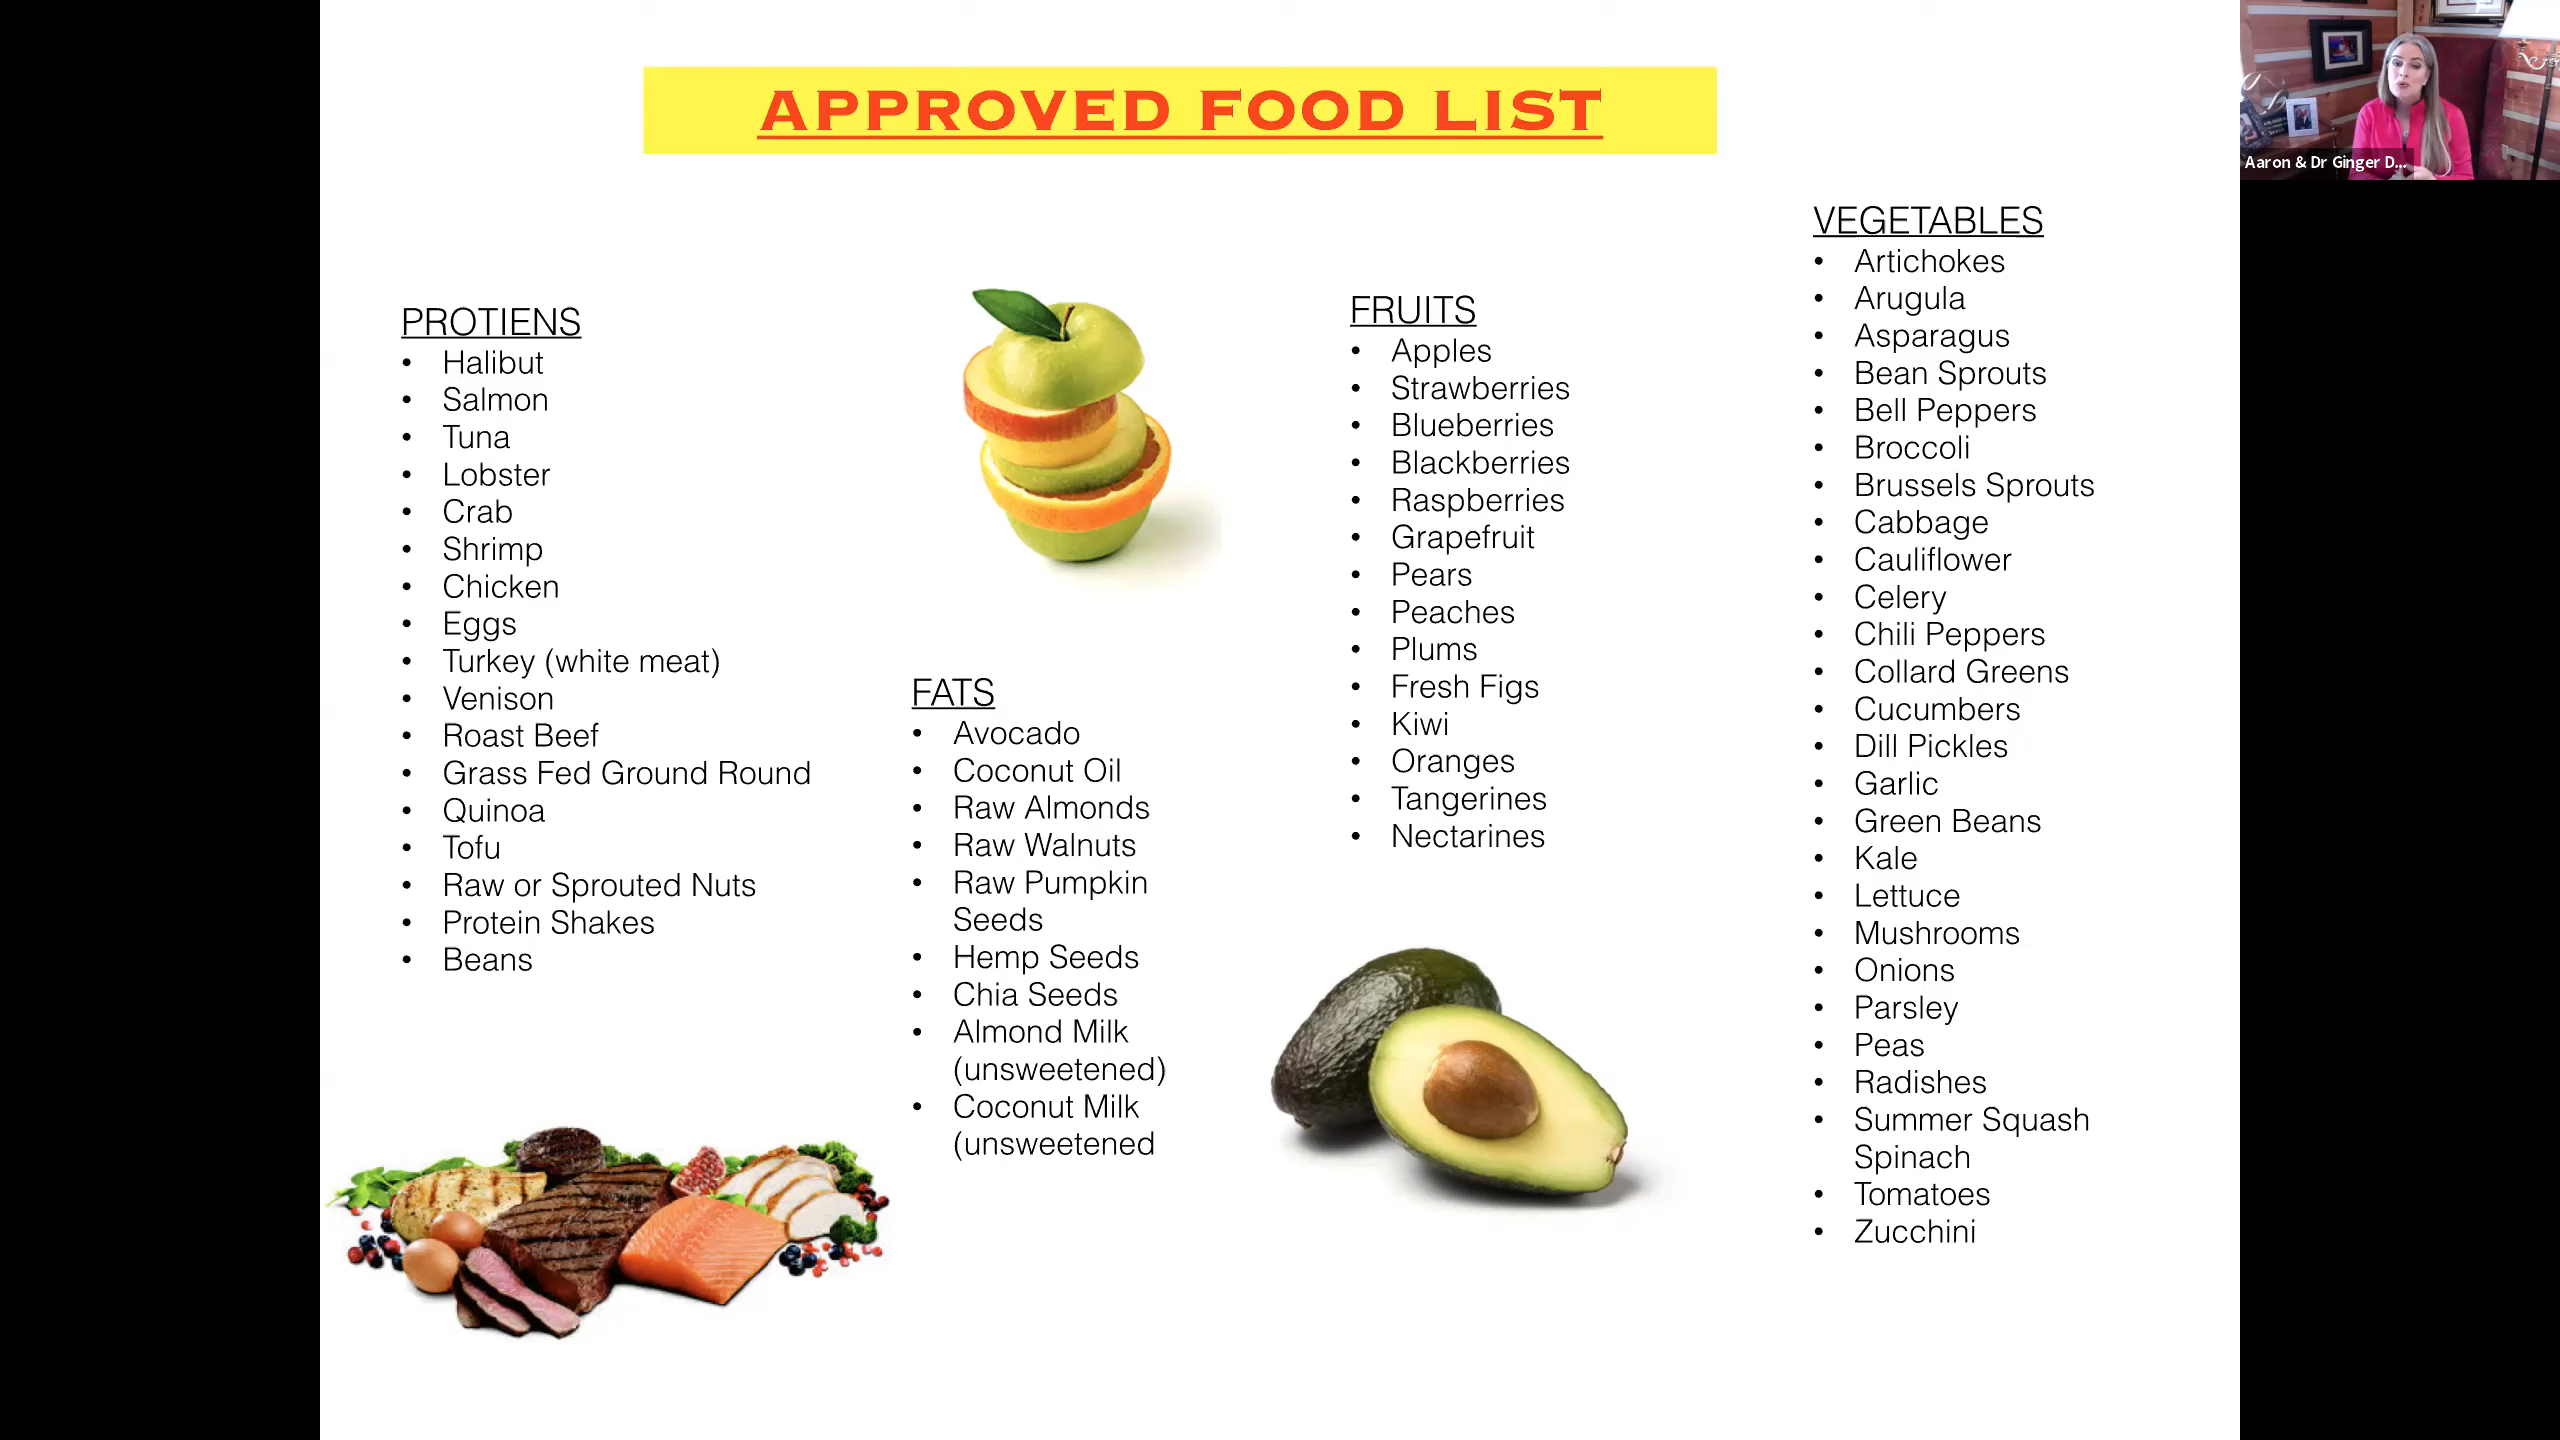 APPROVED FOOD LIST
Aaron & Dr Ginger D...
PROTIENS
• Halibut
• Salmon
• Tuna
• Lobster
• Crab
• Shrimp
• Chicken
• Eggs
• Turkey (white meat)
• Venison
• Roast Beef
• Grass Fed Ground Round
• Quinoa
• Tofu
• Raw or Sprouted Nuts
• Protein Shakes
• Beans
FATS
• Avocado
• Coconut Oil
• Raw Almonds
• Raw Walnuts
• Raw Pumpkin
Seeds
• Hemp Seeds
• Chia Seeds
• Almond Milk
(unsweetened)
• Coconut Milk
(unsweetened
FRUITS
• Apples
• Strawberries
• Blueberries
• Blackberries
• Raspberries
• Grapefruit
• Pears
• Peaches
• Plums
• Fresh Figs
• Kiwi
• Oranges
• Tangerines
• Nectarines
VEGETABLES
• Artichokes
• Arugula
• Asparagus
• Bean Sprouts
• Bell Peppers
• Broccoli
• Brussels Sprouts
• Cabbage
• Cauliflower
• Celery
• Chili Peppers
• Collard Greens
• Cucumbers
• Dill Pickles
• Garlic
• Green Beans
• Kale
• Lettuce
• Mushrooms
• Onions
• Parsley
• Peas
• Radishes
• Summer Squash
Spinach
• Tomatoes
• Zucchini